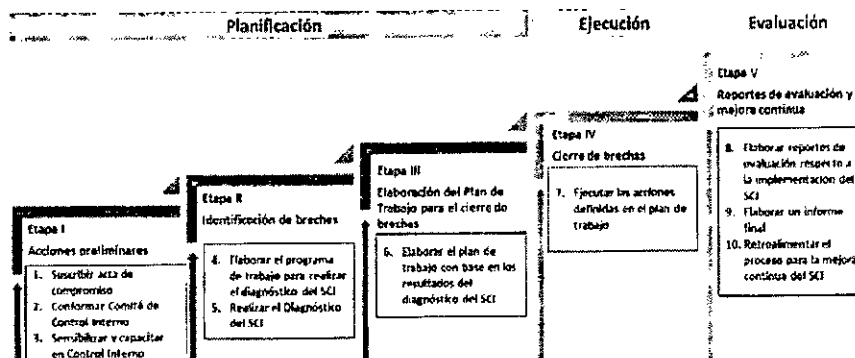 Planificación
Ejecución
Evaluación
Etapa I
Acciones preliminares
1. Suscribir acta de
compromiso
2. Conformar Comité de
Control Interno
3. Sensibilizar y capacitar
en Control Interno
Etapa II
Identificación de brechas
4. Elaborar el programa
de trabajo para realizar
el diagnóstico del SCI
5. Realizar el Diagnóstico
del SCI
Etapa III
Elaboración del Plan de
Trabajo para el cierre de
brechas
6. Elaborar el plan de
trabajo con base en los
resultados del
diagnóstico del SCI
Etapa IV
Cierre de brechas
7. Ejecutar las acciones
definidas en el plan de
trabajo
Etapa V
Reportes de evaluación y
mejora continua
8. Elaborar reportes de
evaluación respecto a
la implementación del
SCI
9. Elaborar un informe
final
10. Retroalimentar el
proceso para la mejora
continua del SCI